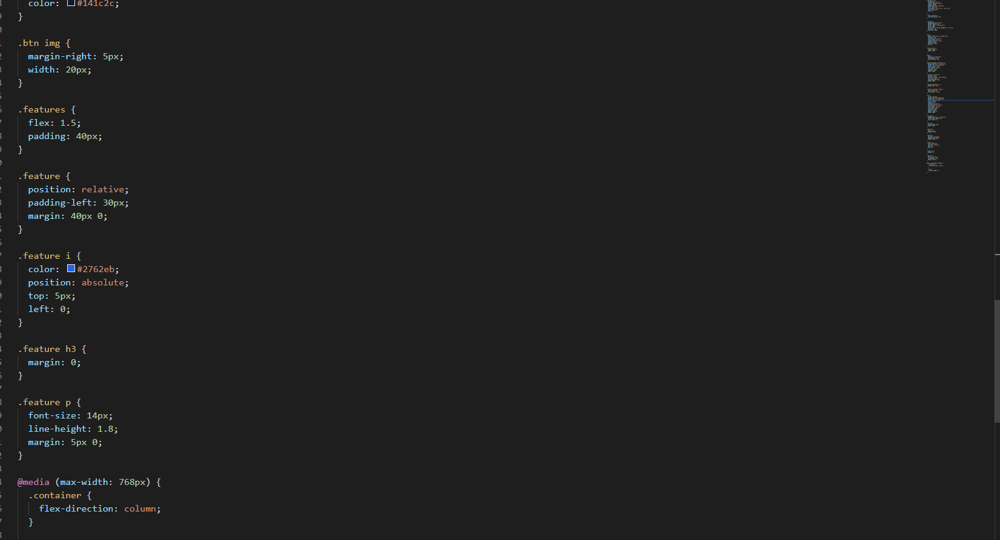 color: #141c2c;
}
.btn img {
margin-right: 5px;
width: 20px;
}
.features {
flex: 1.5;
padding: 40px;
}
.feature {
position: relative;
padding-left: 30px;
margin: 40px 0;
}
.feature i {
color: #2762eb;
position: absolute;
top: 5px;
left: 0;
}
.feature h3 {
margin: 0;
}
.feature p {
font-size: 14px;
line-height: 1.8;
margin: 5px 0;
}
@media (max-width: 768px) {
.container {
flex-direction: column;
}